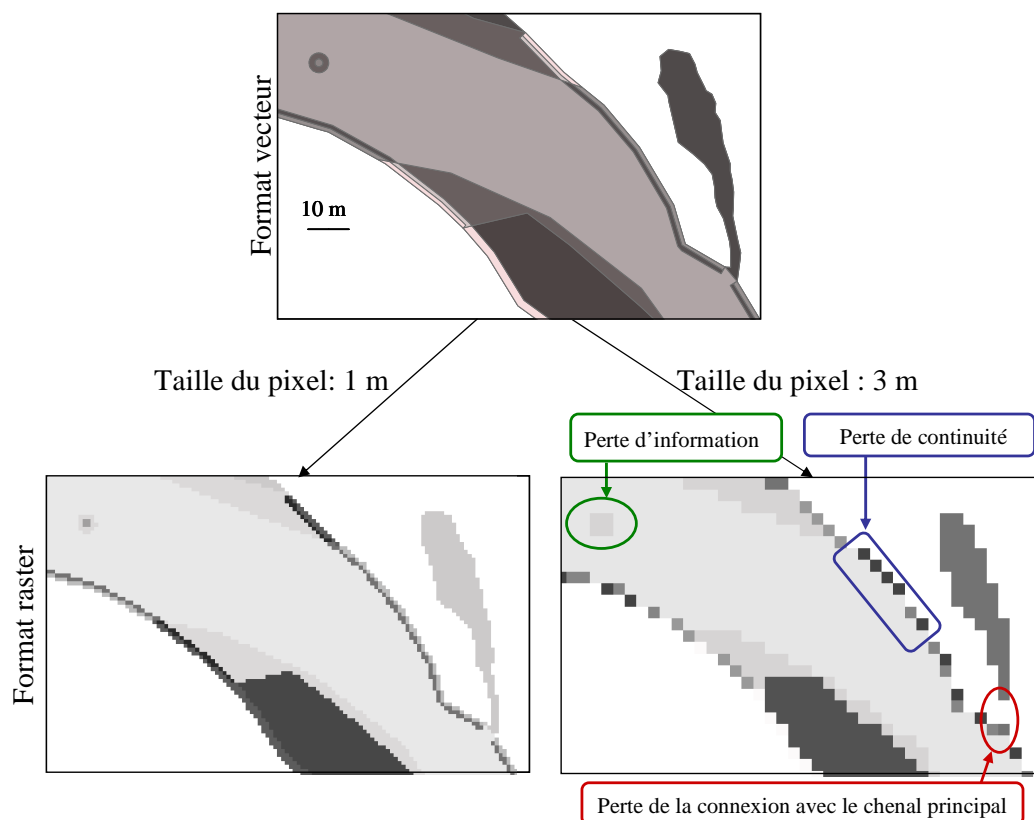 Format vecteur
10 m
Taille du pixel: 1 m
Taille du pixel : 3 m
Perte d’information
Perte de continuité
Format raster
Perte de la connexion avec le chenal principal